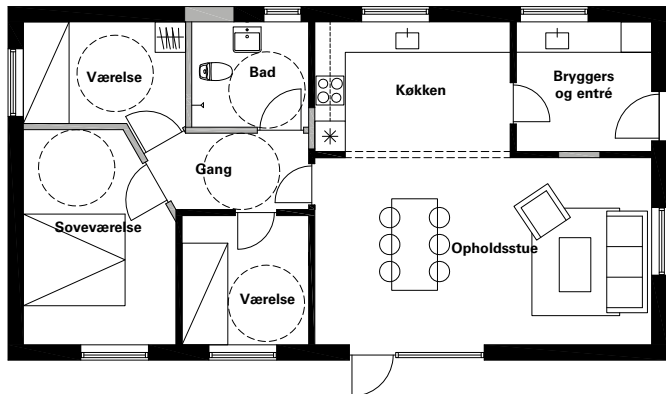 Værelse
Bad
Køkken
Bryggers
og entré
Gang
Soveværelse
Opholdsstue
Værelse